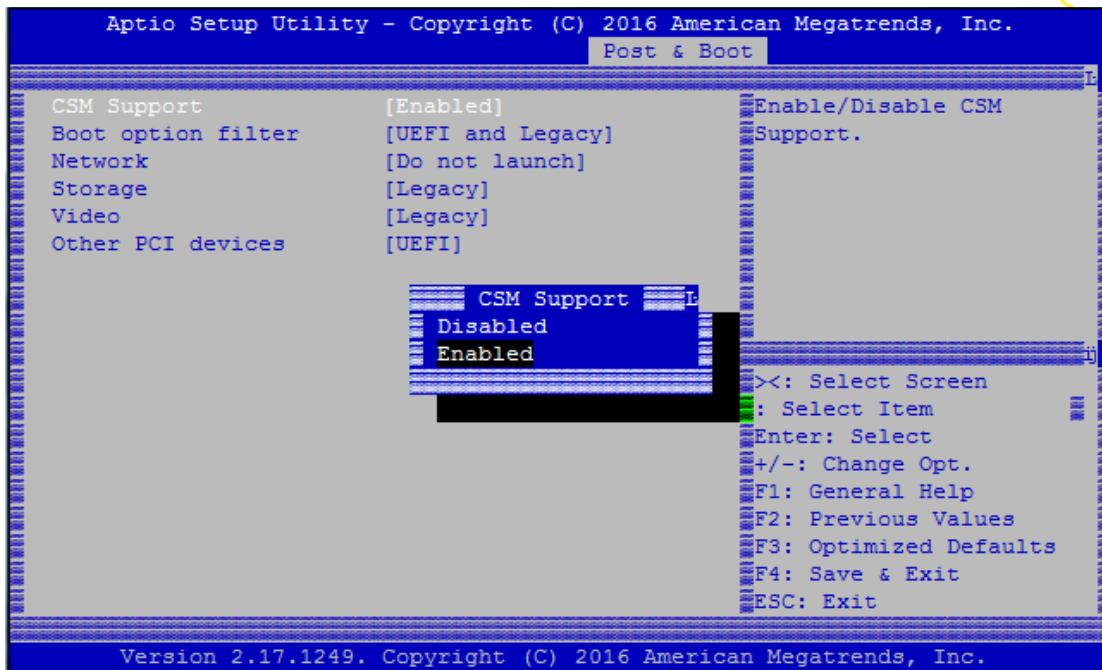 Aptio Setup Utility – Copyright (C) 2016 American Megatrends, Inc.
Post & Boot
CSM Support [Enabled]
Boot option filter [UEFI and Legacy]
Network [Do not launch]
Storage [Legacy]
Video [Legacy]
Other PCI devices [UEFI]
Enable/Disable CSM
Support.
CSM Support
Disabled
Enabled
><: Select Screen
: Select Item
Enter: Select
+/-: Change Opt.
F1: General Help
F2: Previous Values
F3: Optimized Defaults
F4: Save & Exit
ESC: Exit
Version 2.17.1249. Copyright (C) 2016 American Megatrends, Inc.